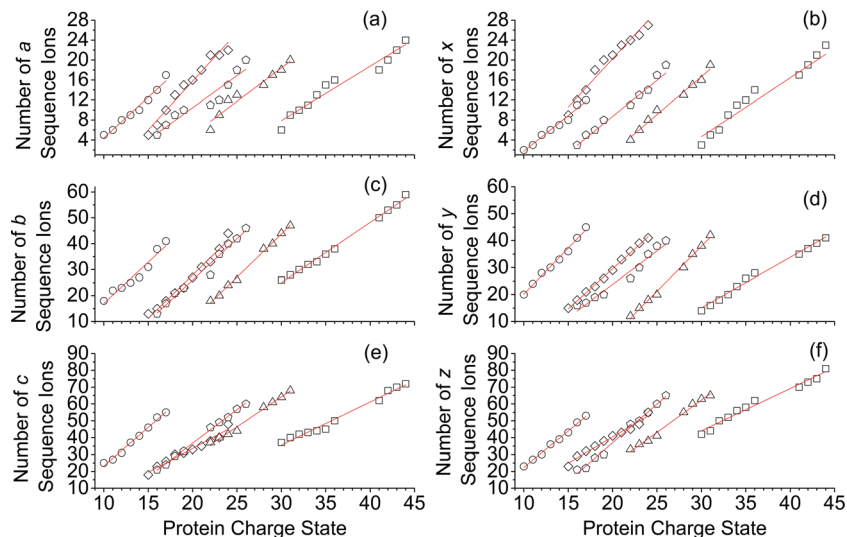 (a)
Number of a
Sequence Ions
28
24
20
16
12
8
4
(b)
Number of x
Sequence Ions
28
24
20
16
12
8
4
(c)
Number of b
Sequence Ions
60
50
40
30
20
10
(d)
Number of y
Sequence Ions
60
50
40
30
20
10
(e)
Number of c
Sequence Ions
90
80
70
60
50
40
30
20
10
10 15 20 25 30 35 40 45
Protein Charge State
(f)
Number of z
Sequence Ions
90
80
70
60
50
40
30
20
10
10 15 20 25 30 35 40 45
Protein Charge State